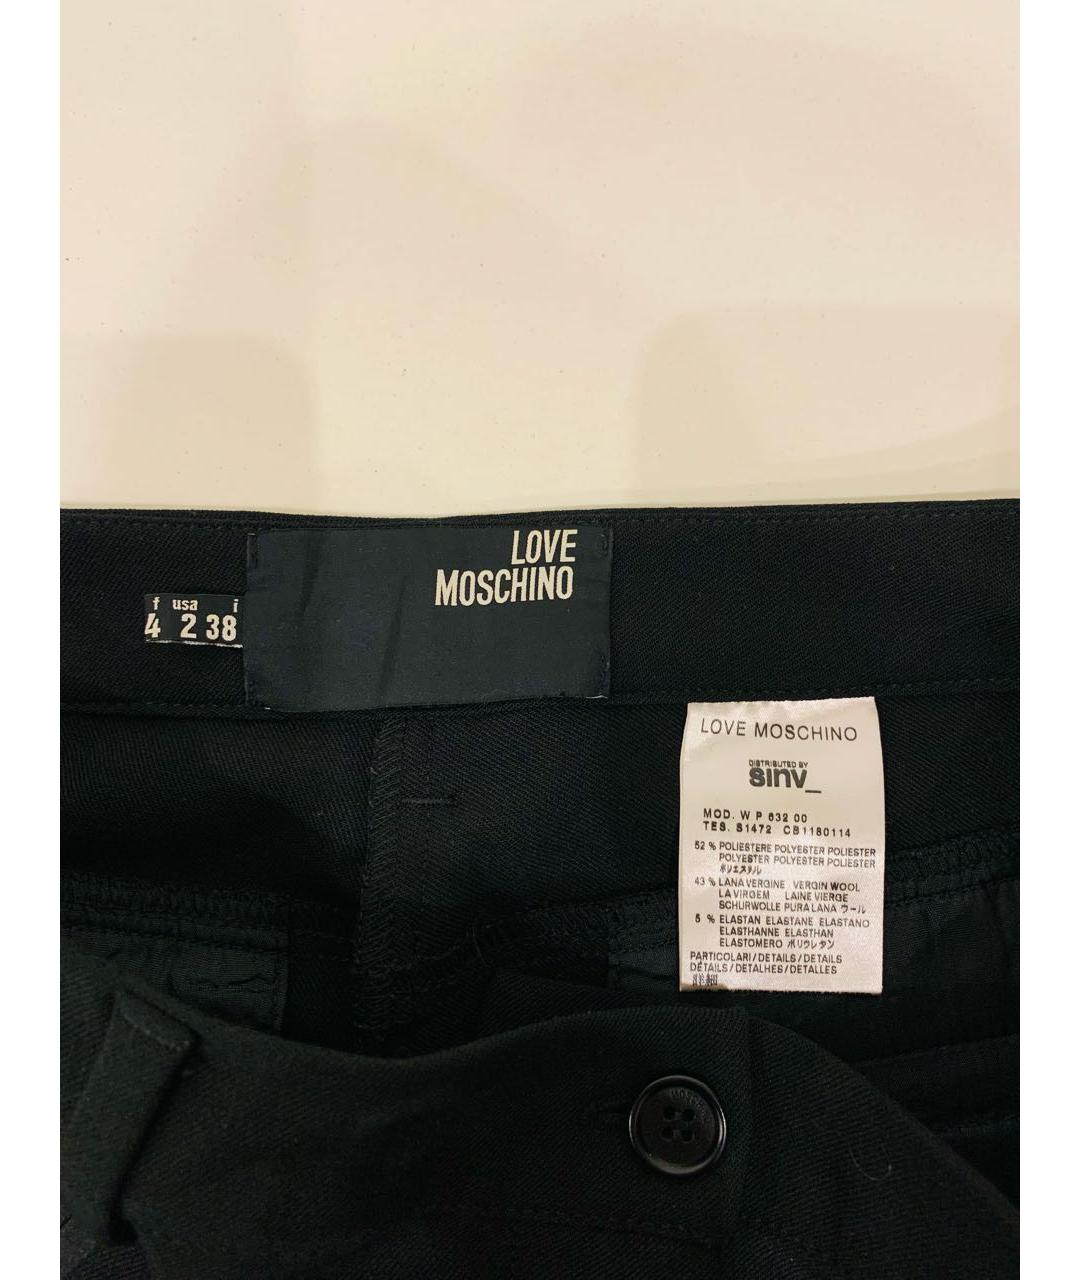 LOVE
MOSCHINO
f usa i
4 2 38
LOVE MOSCHINO
DISTRIBUTED BY
sinv_
MOD. W P 632 00
TES. S1472 CB1180114
52 % POLIESTERE POLYESTER POLIESTER
POLYESTER POLYESTER POLIESTER
ポリエステル
43 % LANA VERGINE VERGIN WOOL
LA VIRGEM LAINE VIERGE
SCHURWOLLE PURA LANA ウール
5 % ELASTAN ELASTANE ELASTANO
ELASTHANNE ELASTHAN
ELASTOMERO ポリウレタン
PARTICOLARI/DETAILS/DETAILS
DÉTAILS/DETALHES/DETALLES
MOSCHINO